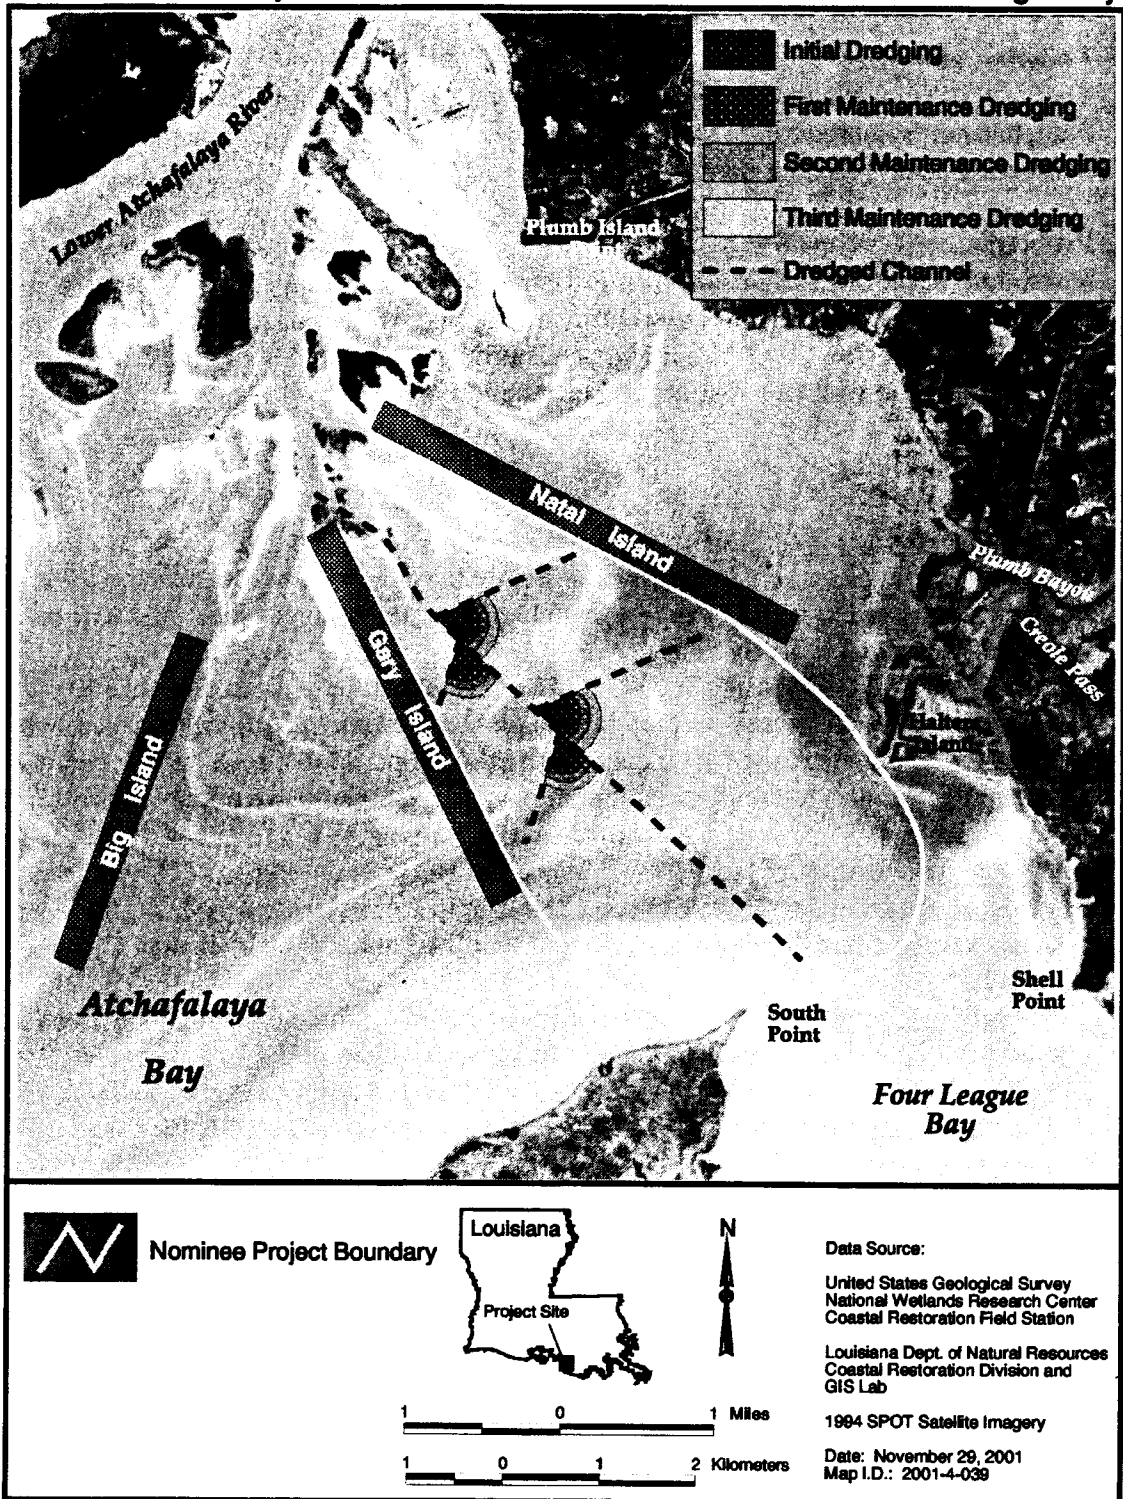 Initial Dredging
First Maintenance Dredging
Second Maintenance Dredging
Third Maintenance Dredging
Dredged Channel
Lower Atchafalaya River
Plumb Island
Natal Island
Gary Island
Big Island
Plumb Bayou
Creole Pass
Islands
Atchafalaya
Bay
South
Point
Shell
Point
Four League
Bay
Nominee Project Boundary
Louisiana
Project Site
N
1 0 1 Miles
1 0 1 2 Kilometers
Data Source:
United States Geological Survey
National Wetlands Research Center
Coastal Restoration Field Station
Louisiana Dept. of Natural Resources
Coastal Restoration Division and
GIS Lab
1994 SPOT Satellite Imagery
Date: November 29, 2001
Map I.D.: 2001-4-039